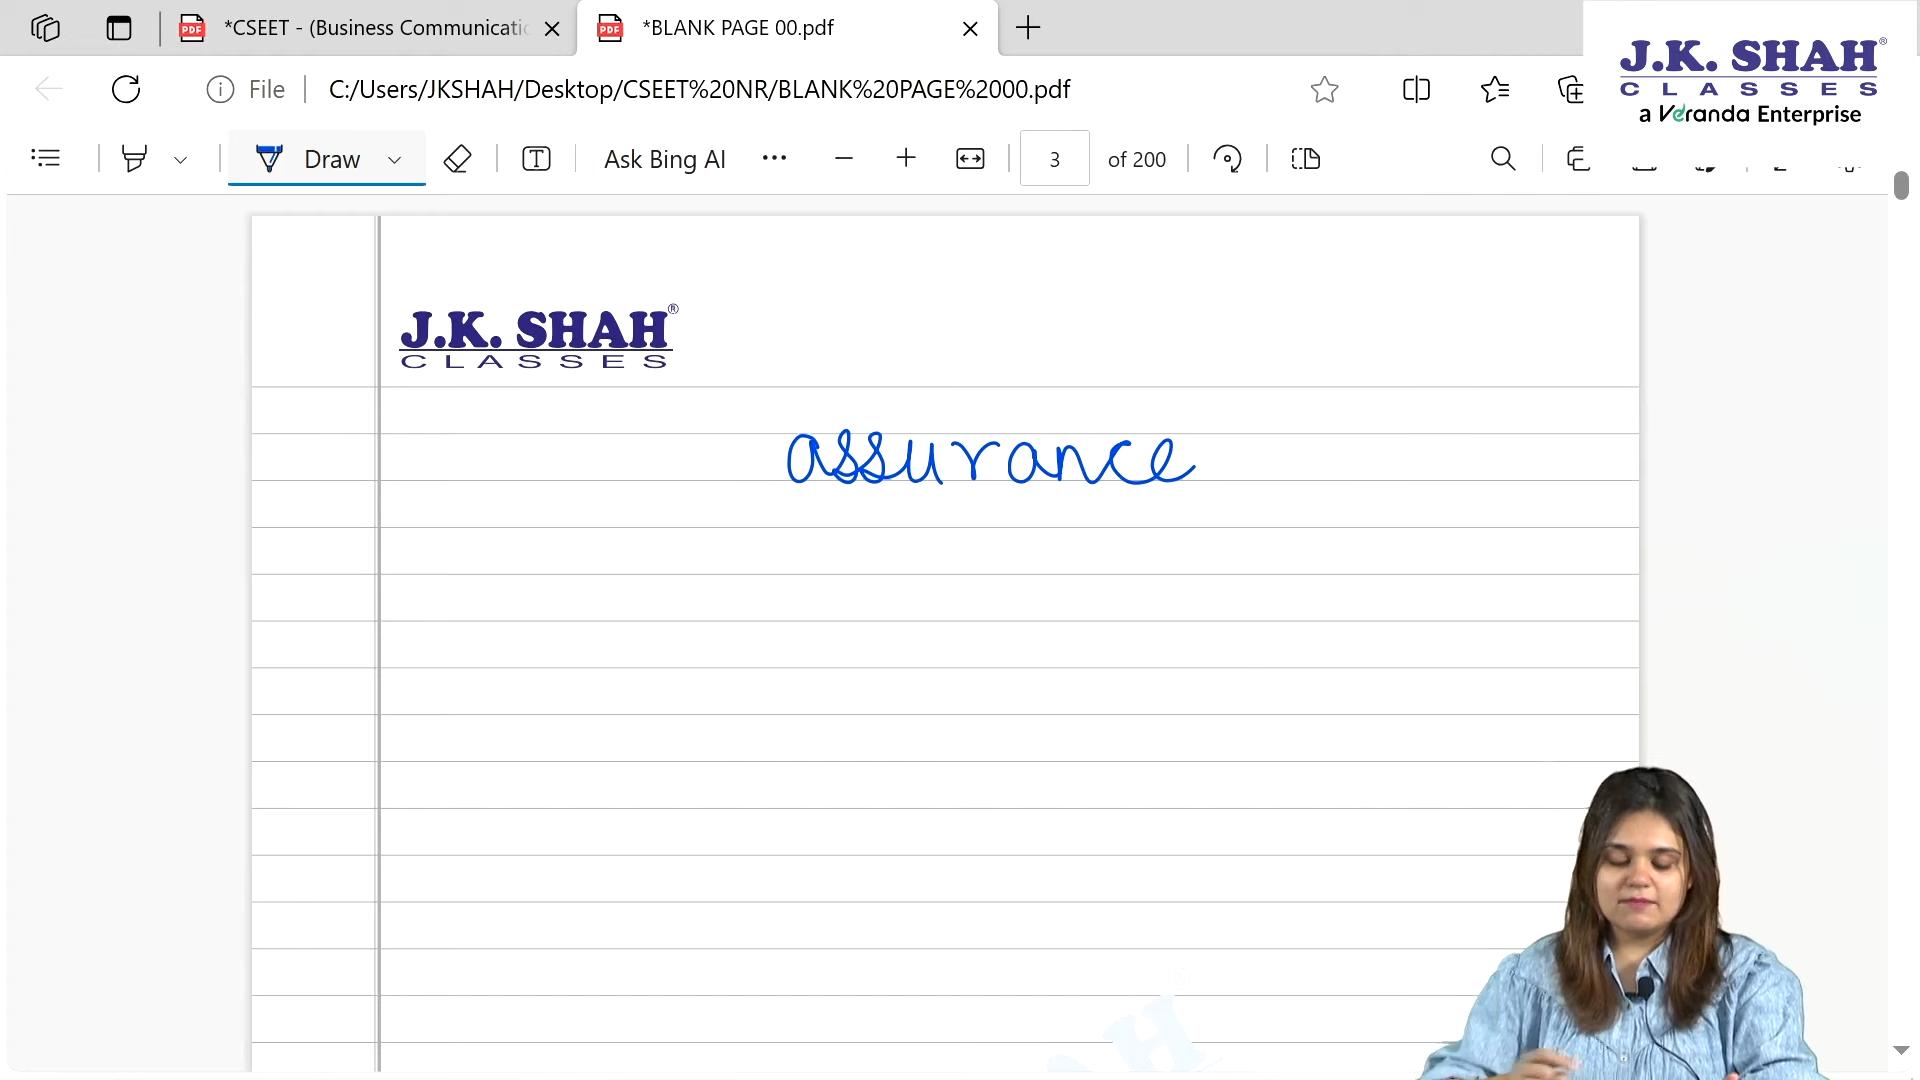 *CSEET - (Business Communicatic
*BLANK PAGE 00.pdf
File
C:/Users/JKSHAH/Desktop/CSEET%20NR/BLANK%20PAGE%2000.pdf
J.K. SHAH®
CLASSES
a Veranda Enterprise
Draw
Ask Bing AI
3
of 200
J.K. SHAH®
CLASSES
assurance